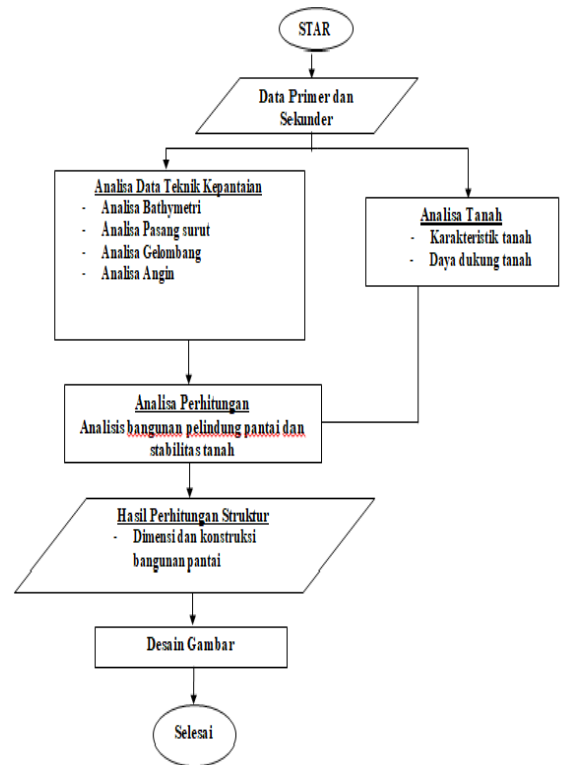 STAR
Data Primer dan
Sekunder
Analisa Data Teknik Kepantaian
- Analisa Bathymetri
- Analisa Pasang surut
- Analisa Gelombang
- Analisa Angin
Analisa Tanah
- Karakteristik tanah
- Daya dukung tanah
Analisa Perhitungan
Analisis bangunan pelindung pantai dan
stabilitas tanah
Hasil Perhitungan Struktur
- Dimensi dan konstruksi
bangunan pantai
Desain Gambar
Selesai